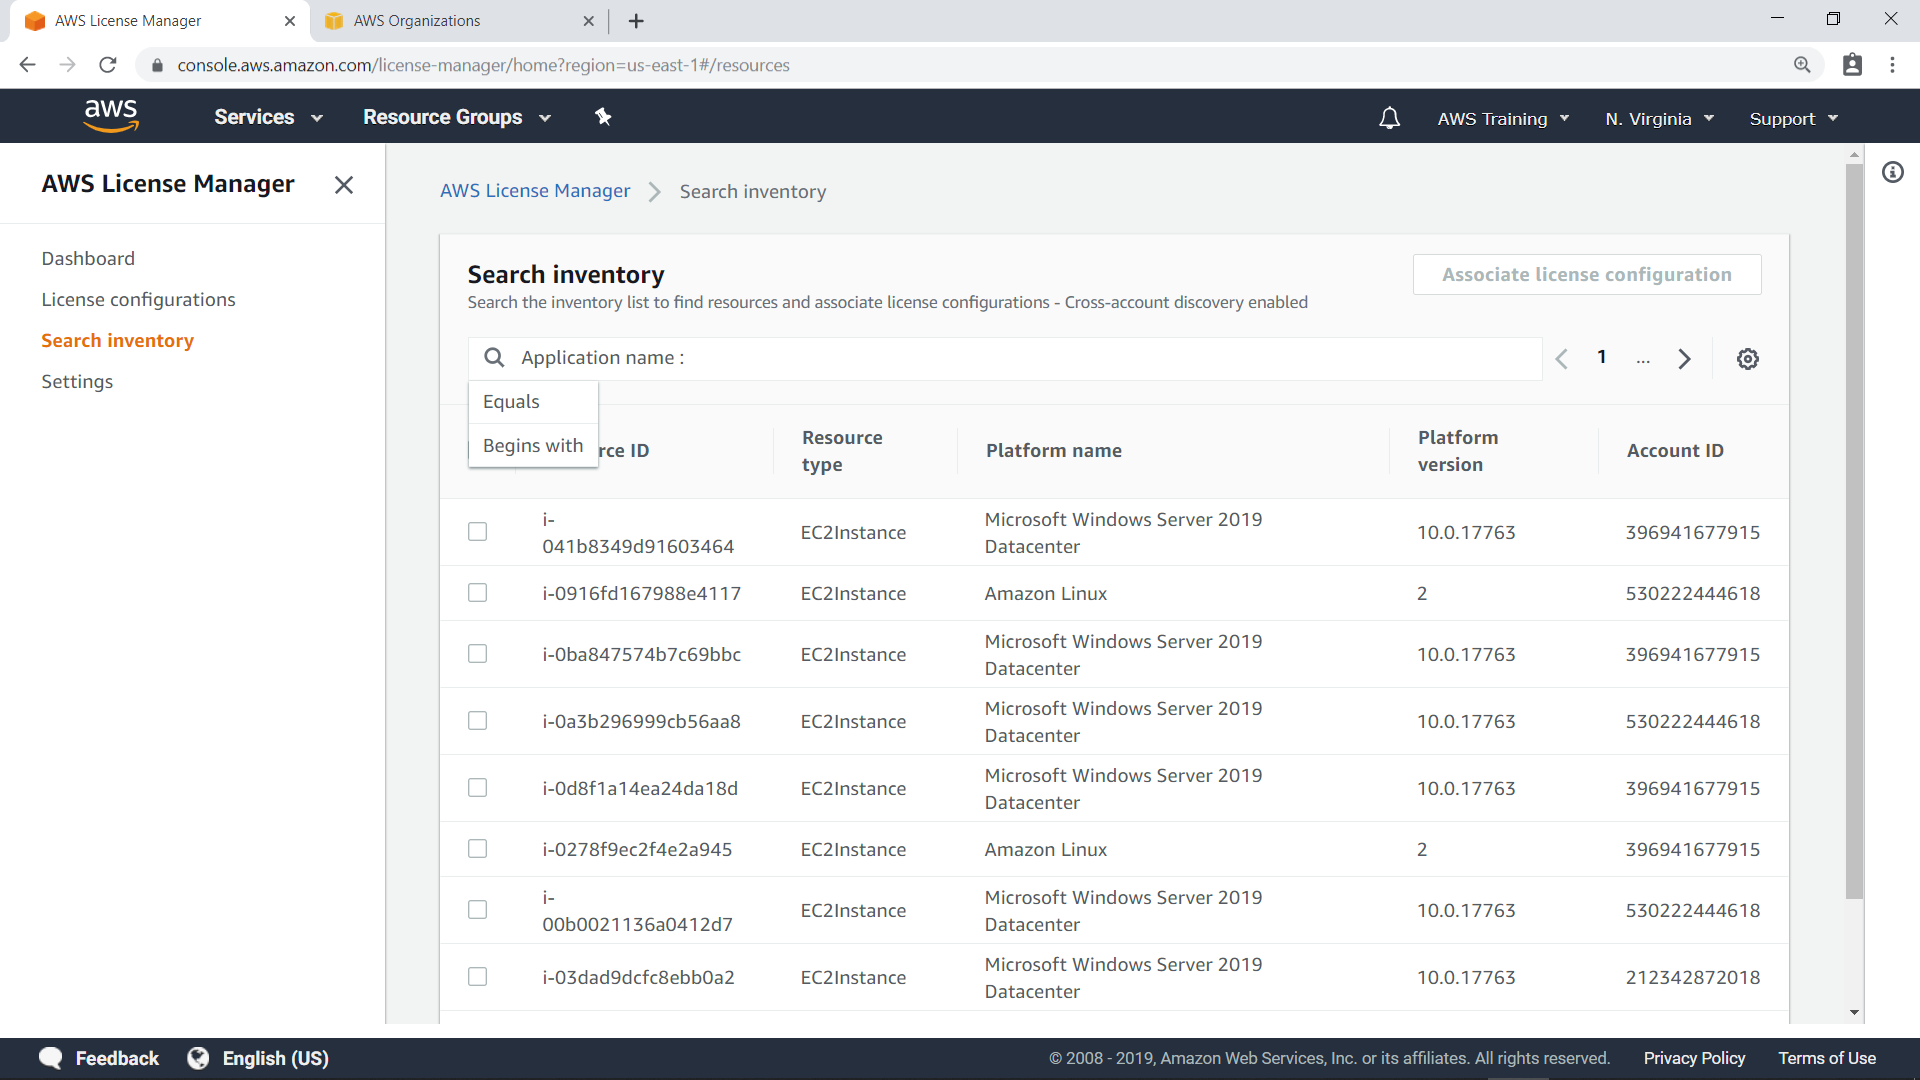 AWS License Manager
AWS Organizations
console.aws.amazon.com/license-manager/home?region=us-east-1#/resources
aws
Services
Resource Groups
AWS Training
N. Virginia
Support
AWS License Manager
Dashboard
License configurations
Search inventory
Settings
AWS License Manager
Search inventory
Search inventory
Associate license configuration
Search the inventory list to find resources and associate license configurations - Cross-account discovery enabled
Application name :
1
...
Equals
Begins with
rce ID
Resource
type
Platform name
Platform
version
Account ID
i-
041b8349d91603464
EC2Instance
Microsoft Windows Server 2019
Datacenter
10.0.17763
396941677915
i-0916fd167988e4117
EC2Instance
Amazon Linux
2
530222444618
i-0ba847574b7c69bbc
EC2Instance
Microsoft Windows Server 2019
Datacenter
10.0.17763
396941677915
i-0a3b296999cb56aa8
EC2Instance
Microsoft Windows Server 2019
Datacenter
10.0.17763
530222444618
i-0d8f1a14ea24da18d
EC2Instance
Microsoft Windows Server 2019
Datacenter
10.0.17763
396941677915
i-0278f9ec2f4e2a945
EC2Instance
Amazon Linux
2
396941677915
i-
00b0021136a0412d7
EC2Instance
Microsoft Windows Server 2019
Datacenter
10.0.17763
530222444618
i-03dad9dcfc8ebb0a2
EC2Instance
Microsoft Windows Server 2019
Datacenter
10.0.17763
212342872018
Feedback
English (US)
© 2008 - 2019, Amazon Web Services, Inc. or its affiliates. All rights reserved.
Privacy Policy
Terms of Use